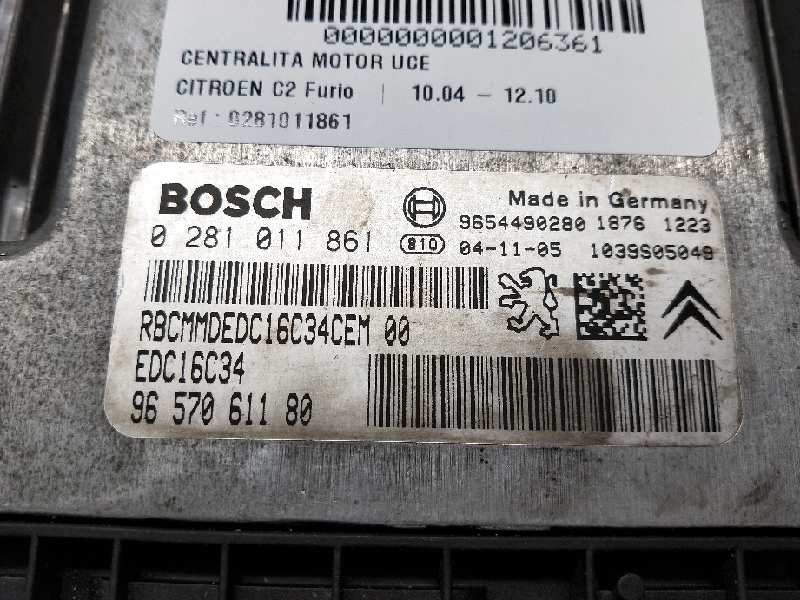 0000000001206361
CENTRALITA MOTOR UCE
CITROEN C2 Furio | 10.04 - 12.10
Ref.: 0281011861
BOSCH
Made in Germany
0 281 011 861
9654490280 1876 1223
810 04-11-05 1039S05049
RBCMMDEDC16C34CEM 00
EDC16C34
96 570 611 80